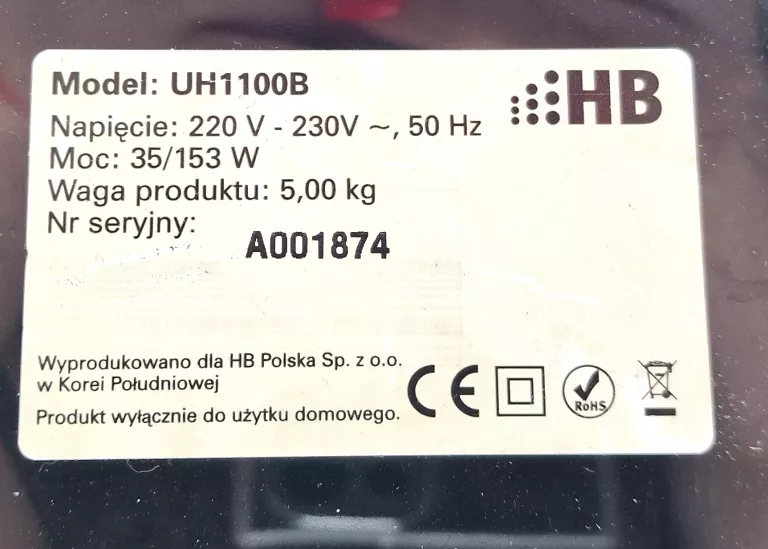 Model: UH1100B
HB
Napięcie: 220 V - 230V ~, 50 Hz
Moc: 35/153 W
Waga produktu: 5,00 kg
Nr seryjny:
A001874
Wyprodukowano dla HB Polska Sp. z o.o.
w Korei Południowej
Produkt wyłącznie do użytku domowego.
CE
RoHS